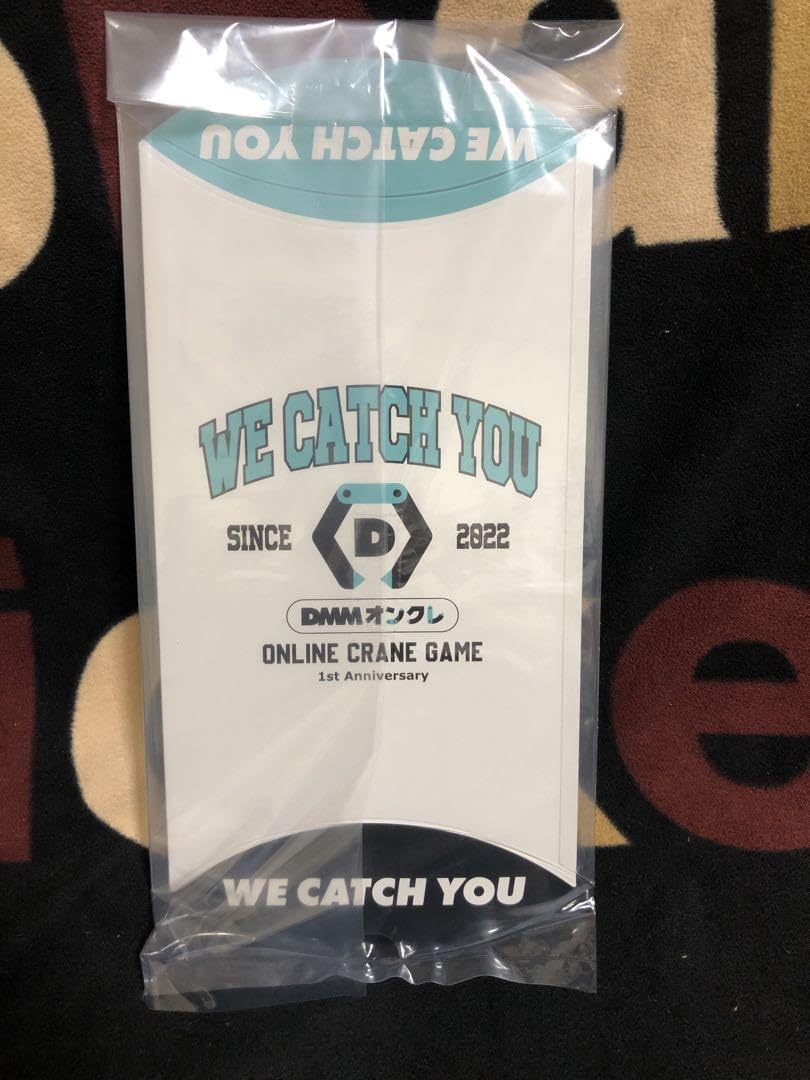 WE CATCH YOU
WE CATCH YOU
SINCE D 2022
DMMオンクレ
ONLINE CRANE GAME
1st Anniversary
WE CATCH YOU